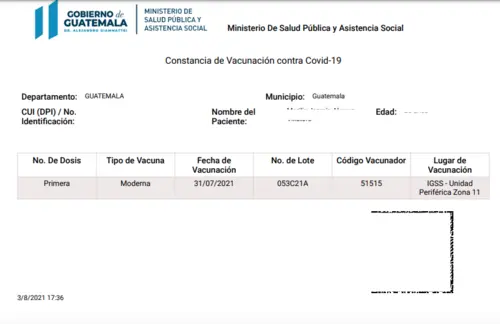 GOBIERNO de
GUATEMALA
DR. ALEJANDRO GIAMMATTEI
MINISTERIO DE
SALUD PÚBLICA Y
ASISTENCIA SOCIAL
Ministerio De Salud Pública y Asistencia Social
Constancia de Vacunación contra Covid-19
Departamento: GUATEMALA Municipio: Guatemala
CUI (DPI) / No. Identificación: Nombre del Paciente: Edad:
No. De Dosis Tipo de Vacuna Fecha de Vacunación No. de Lote Código Vacunador Lugar de Vacunación
Primera Moderna 31/07/2021 053C21A 51515 IGSS - Unidad Periférica Zona 11
3/8/2021 17:36